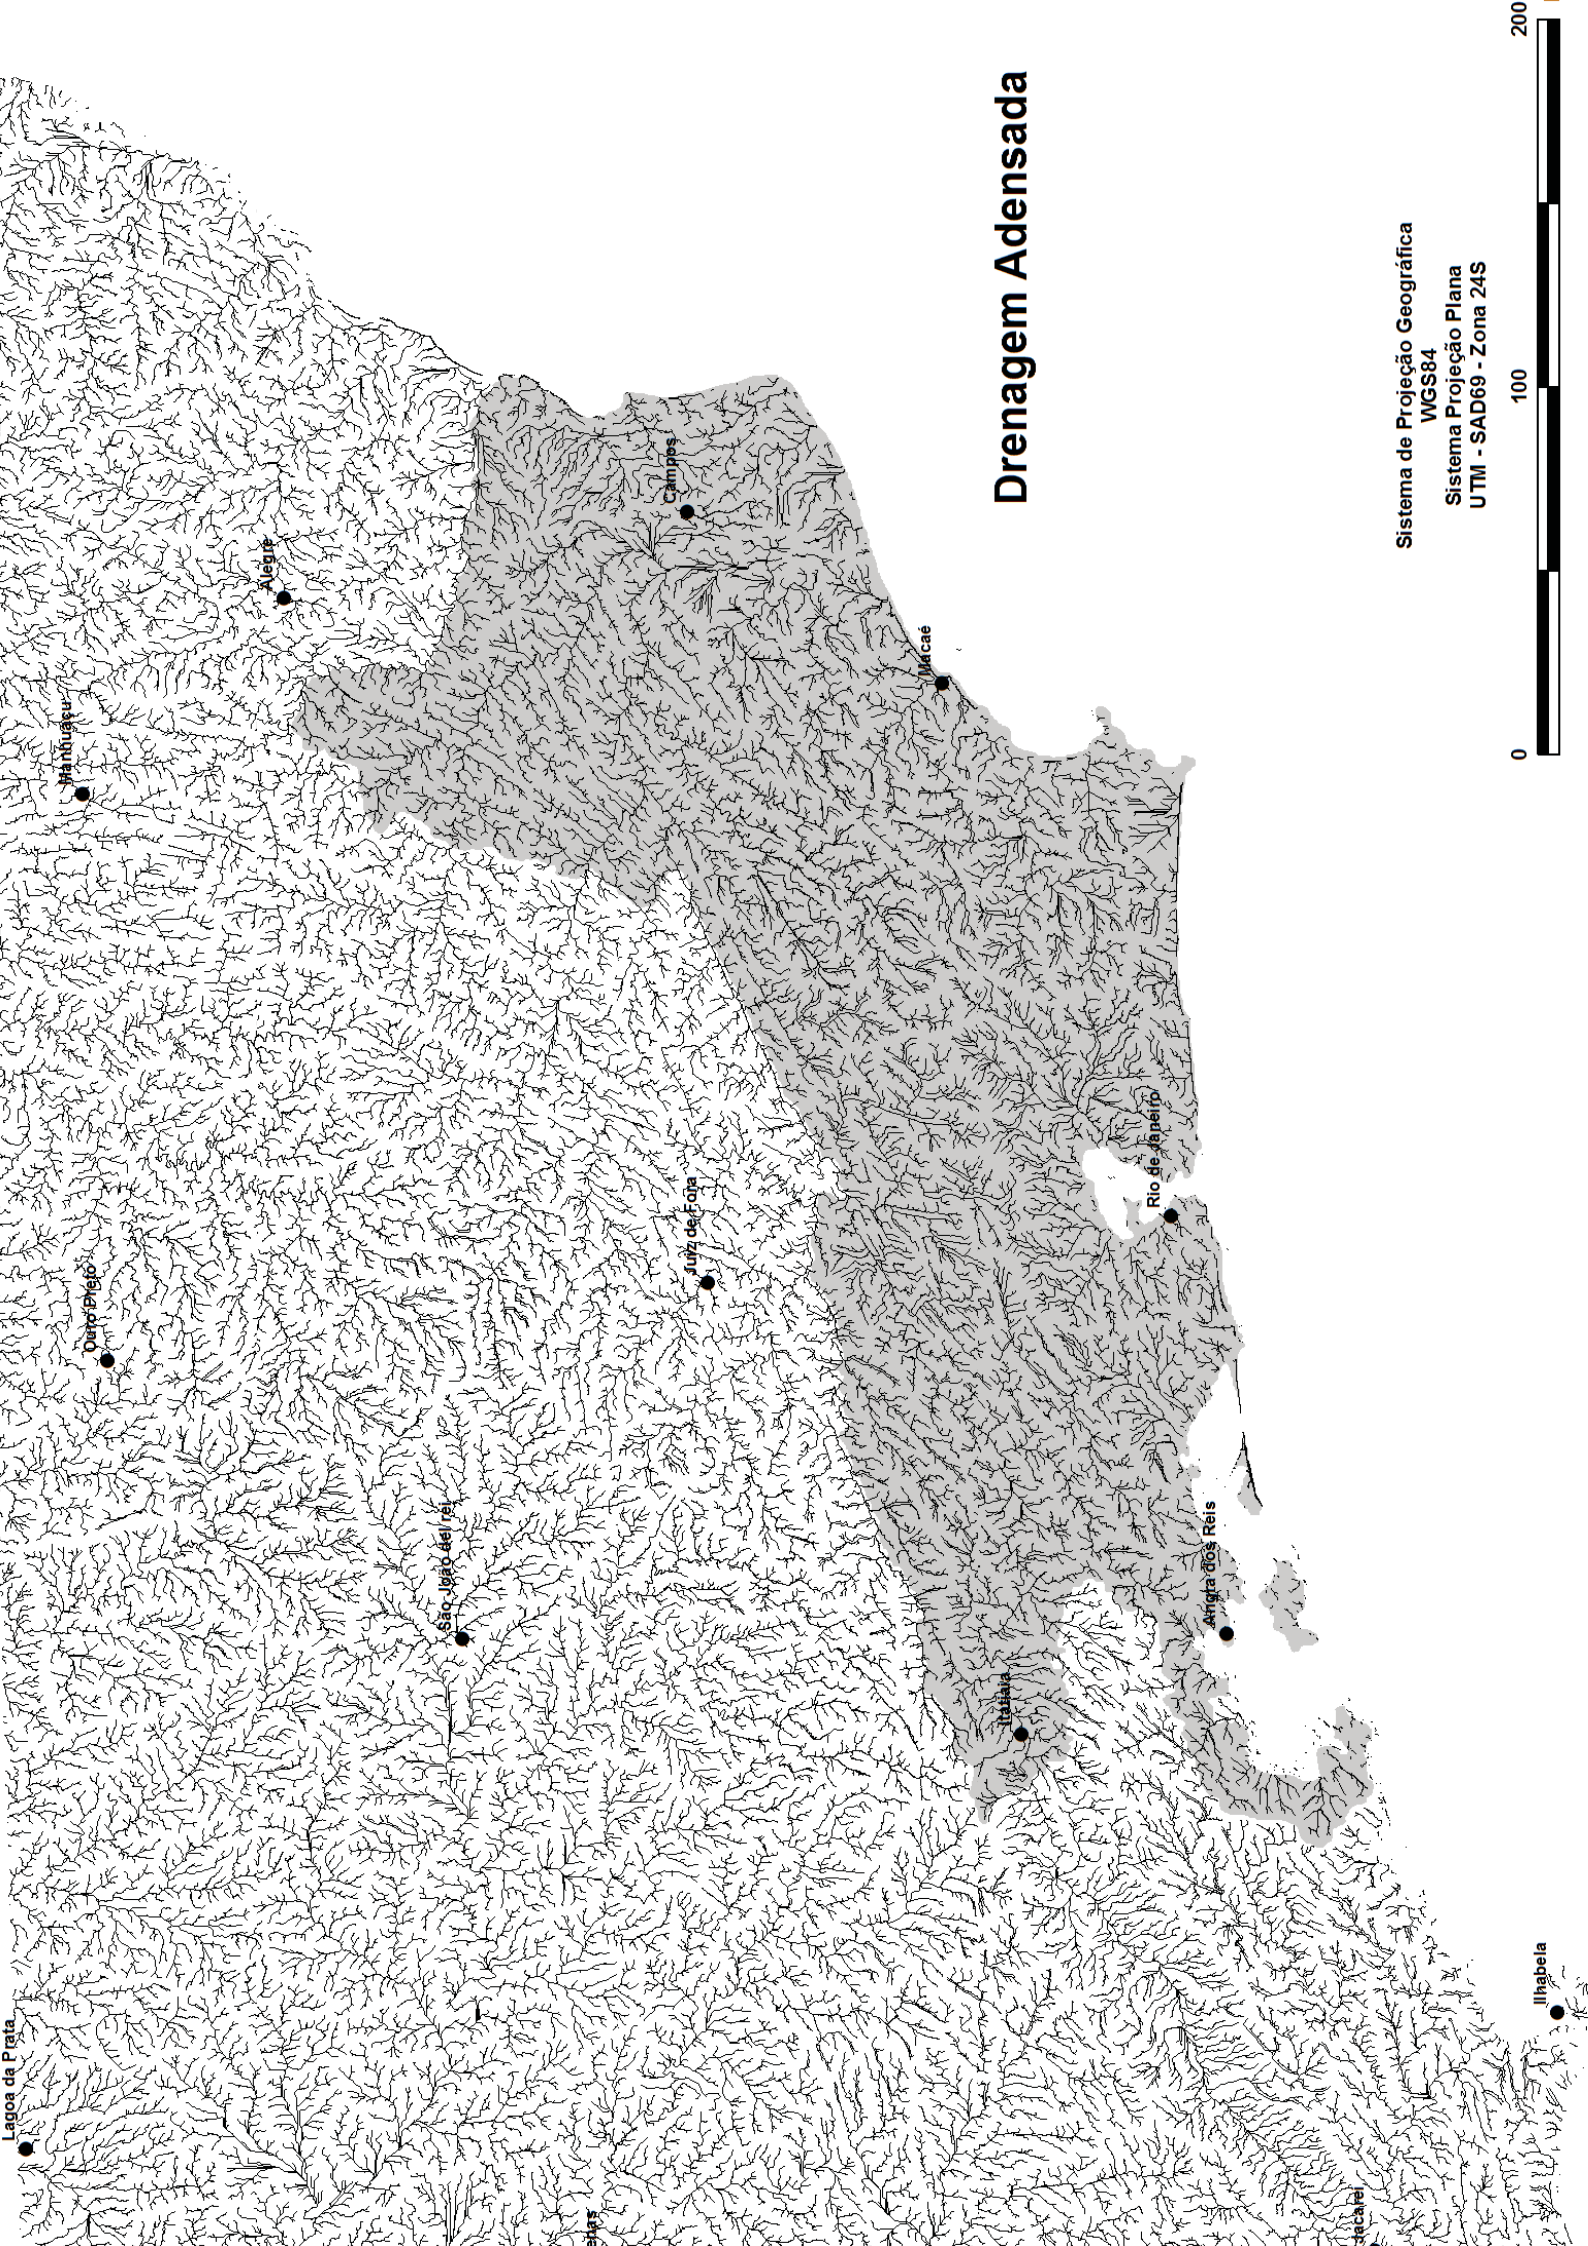 Lagoa da Prata
Ouro Preto
Manhuaçu
Alegre
São João del rei
Juiz de Fora
Campos
Itatiaia
Macaé
Drenagem Adensada
Angra dos Reis
Rio de Janeiro
Ilhabela
Sistema de Projeção Geográfica
WGS84
Sistema Projeção Plana
UTM - SAD69 - Zona 24S
0 100 200